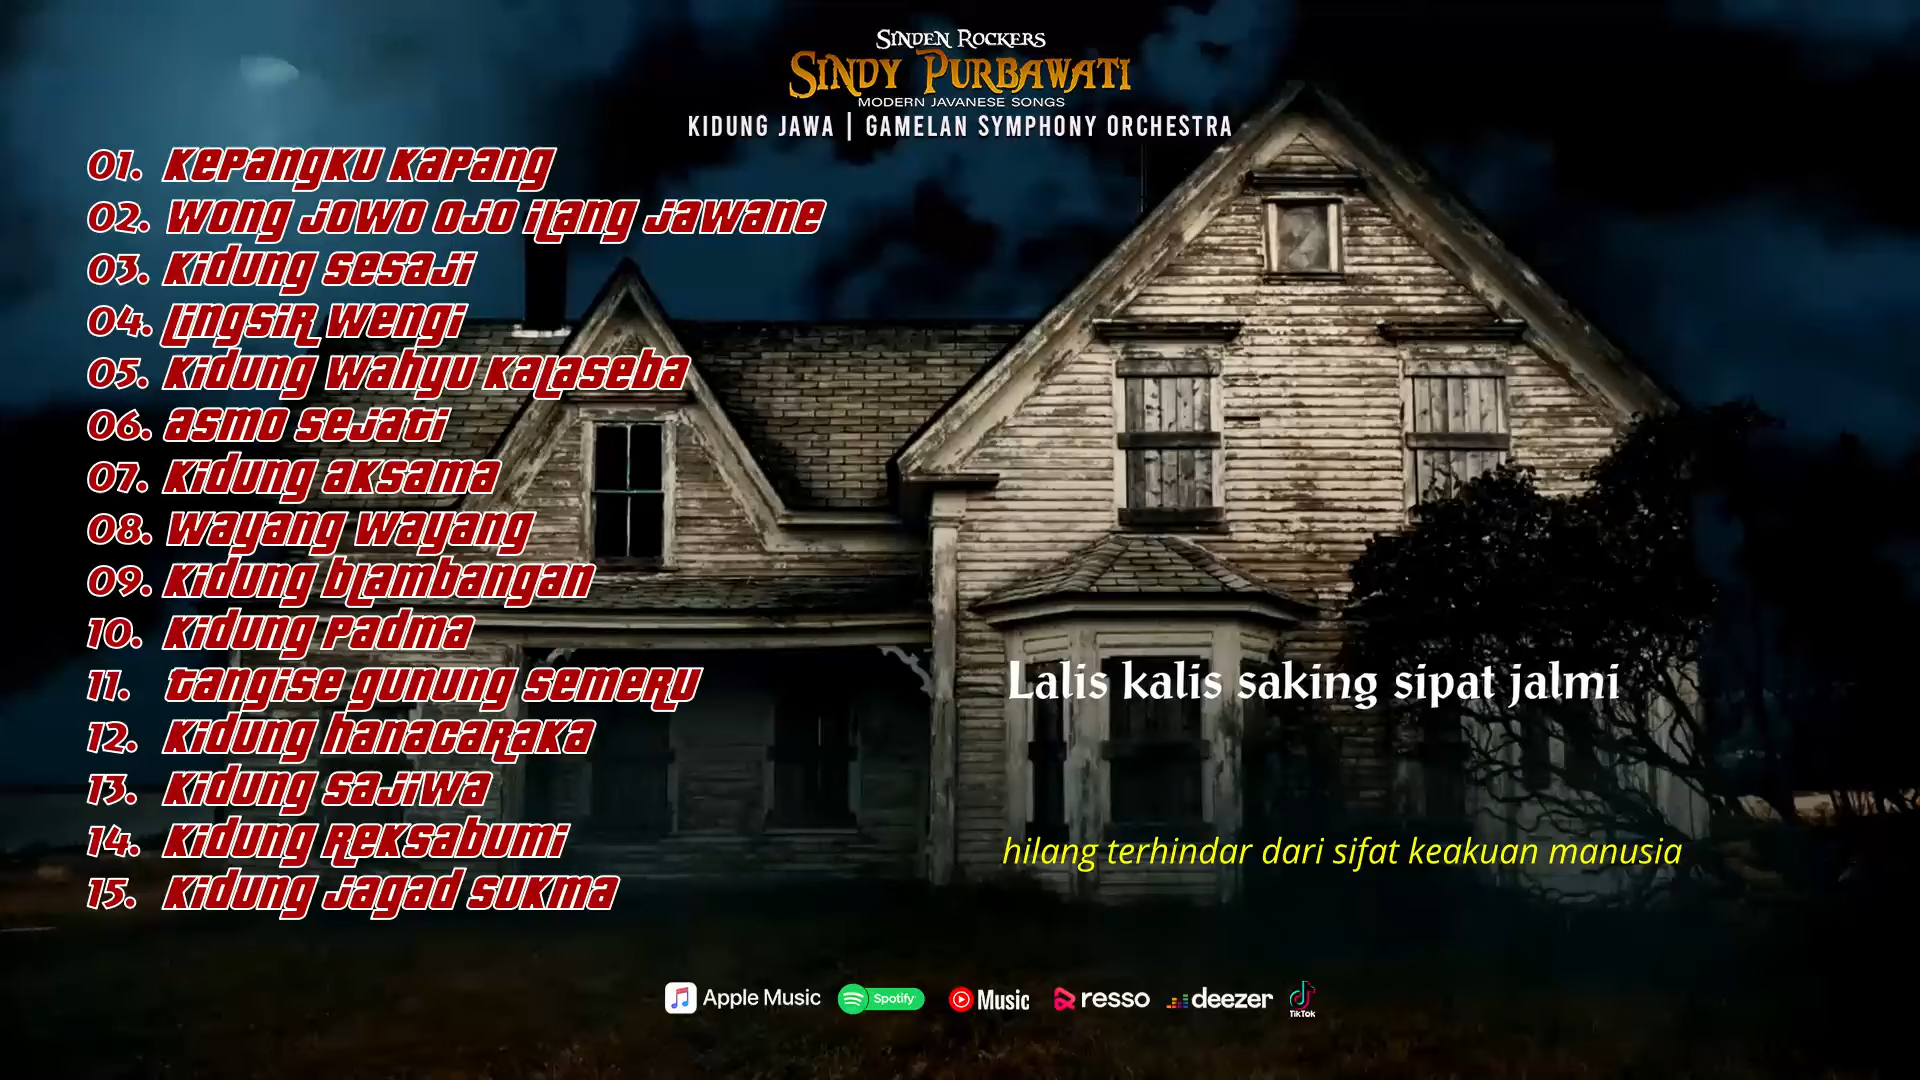 SINDEN ROCKERS
SINDY PURBAWATI
MODERN JAVANESE SONGS
KIDUNG JAWA | GAMELAN SYMPHONY ORCHESTRA
01. Kepangku Kapang
02. Wong Jowo Ojo Ilang Jawane
03. Kidung Sesaji
04. Lingsir Wengi
05. Kidung Wahyu Kalaseba
06. Asmo Sejati
07. Kidung Aksama
08. Wayang Wayang
09. Kidung Blambangan
10. Kidung Padma
11. Tangise Gunung Semeru
12. Kidung Hanacaraka
13. Kidung Sajiwa
14. Kidung Reksabumi
15. Kidung Jagad Sukma
Lalis kalis saking sipat jalmi
hilang terhindar dari sifat keakuan manusia
Apple Music Spotify Music resso deezer TikTok